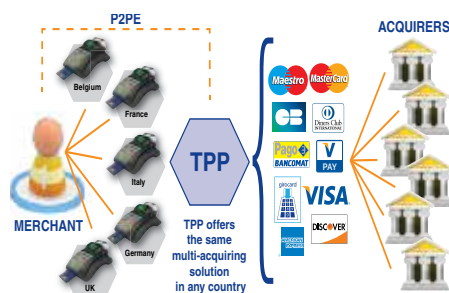 P2PE
ACQUIRERS
Belgium
France
Italy
Germany
UK
MERCHANT
TPP
TPP offers
the same
multi-acquiring
solution
in any country
Maestro
MasterCard
CB
Diners Club
INTERNATIONAL
Pago
BANCOMAT
V
PAY
girocard
VISA
AMERICAN
EXPRESS
DISCOVER